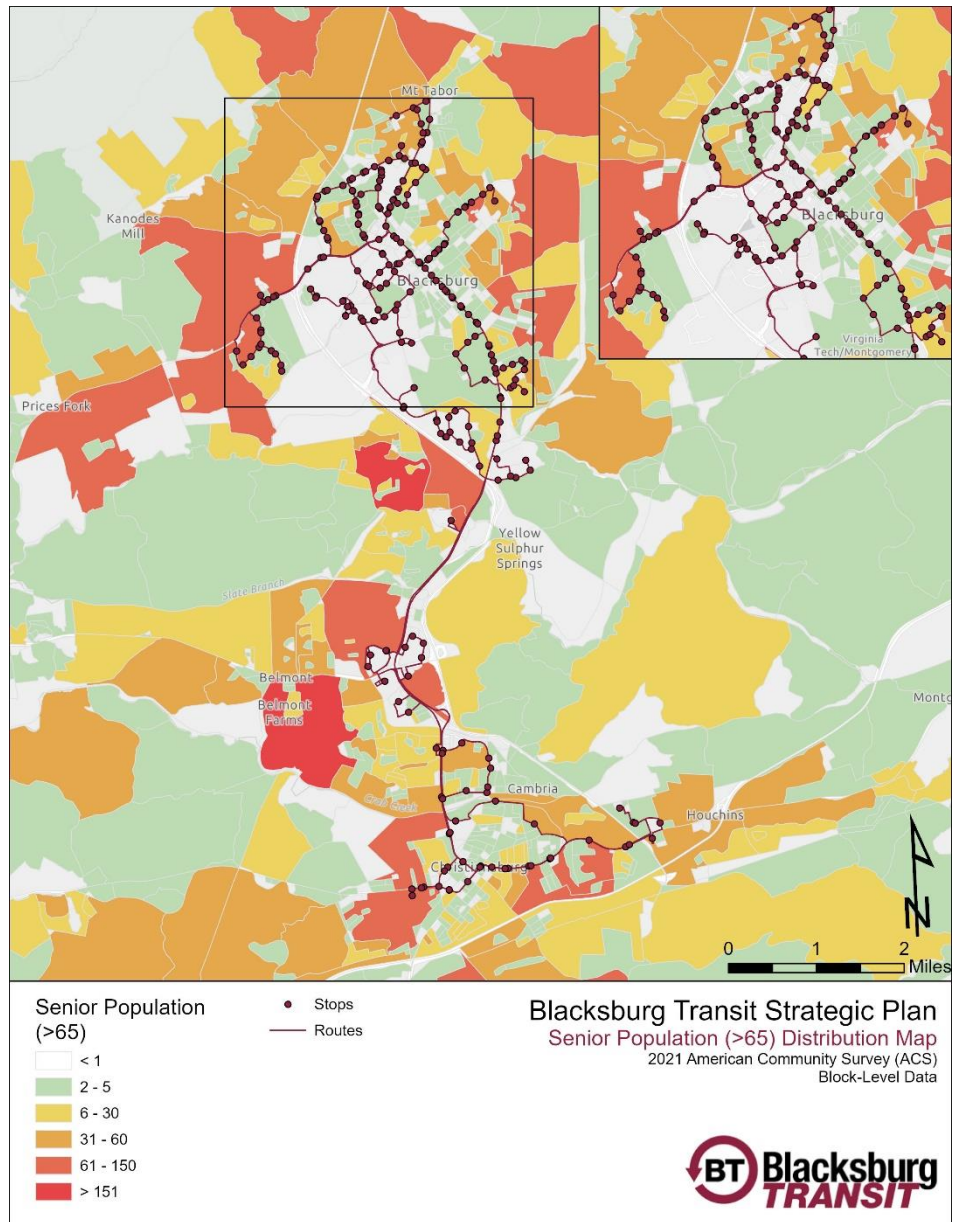 Mt Tabor
Kanodes
Mill
Blacksburg
Blacksburg
Virginia
Tech/Montgomery
Prices Fork
Yellow
Sulphur
Springs
Slate Branch
Belmont
Belmont
Farms
Montg
Cambria
Crab Creek
Houchins
Christiansburg
N
0 1 2
Miles
Senior Population
(>65)
< 1
2 - 5
6 - 30
31 - 60
61 - 150
> 151
Stops
Routes
Blacksburg Transit Strategic Plan
Senior Population (>65) Distribution Map
2021 American Community Survey (ACS)
Block-Level Data
BT Blacksburg
TRANSIT